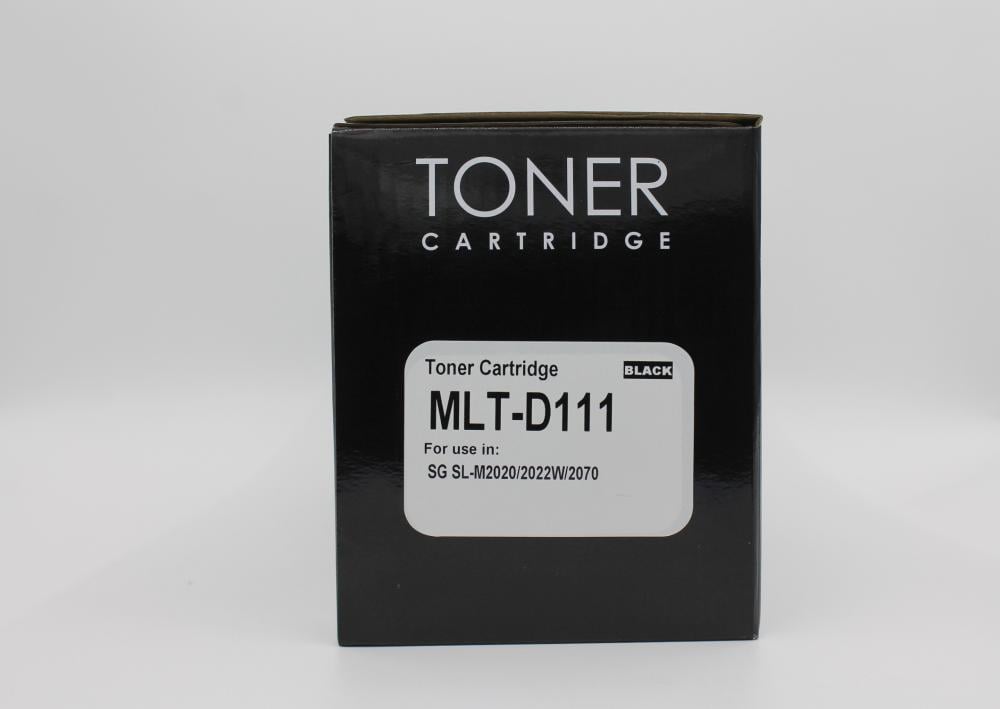 TONER
CARTRIDGE
Toner Cartridge BLACK
MLT-D111
For use in:
SG SL-M2020/2022W/2070